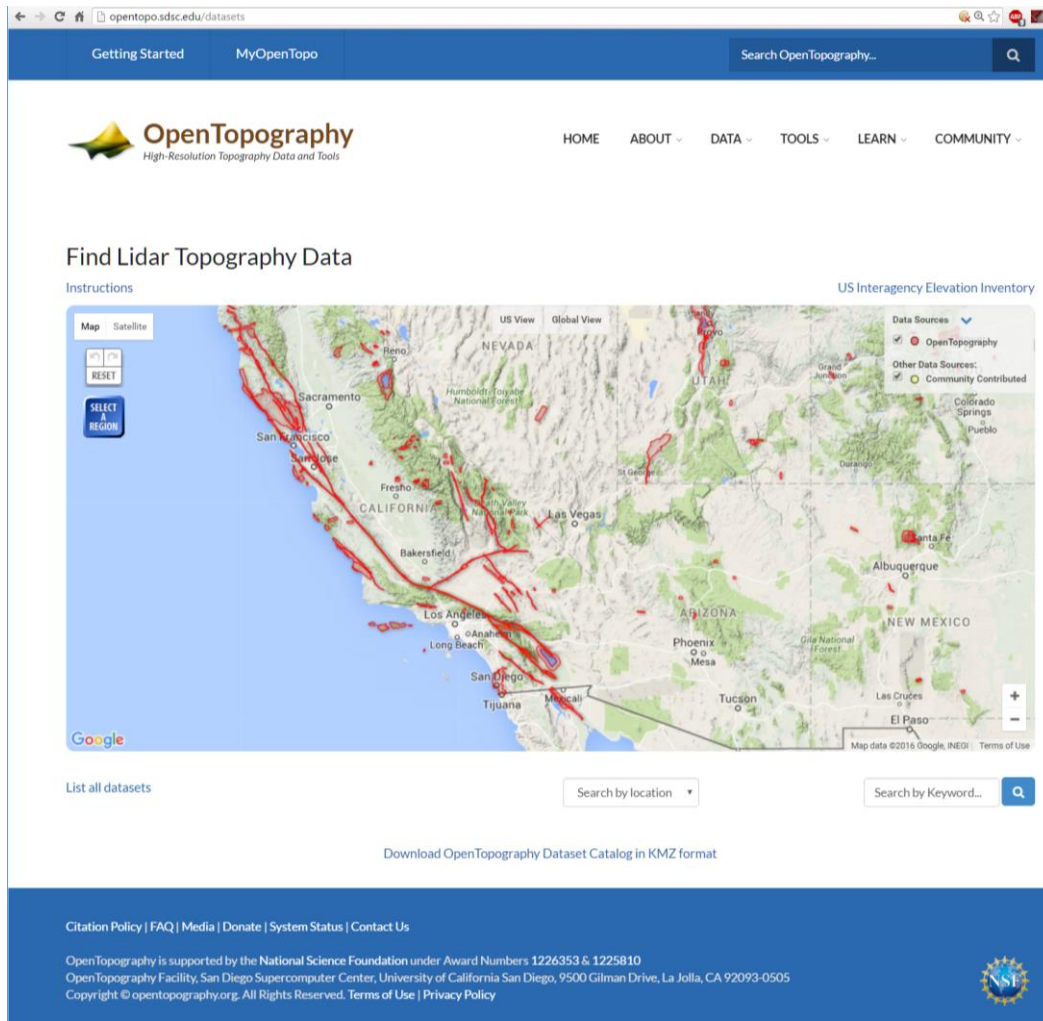 opentopo.sdsc.edu/datasets
Getting Started MyOpenTopo Search OpenTopography...
OpenTopography
High-Resolution Topography Data and Tools
HOME ABOUT DATA TOOLS LEARN COMMUNITY
Find Lidar Topography Data
Instructions US Interagency Elevation Inventory
Map Satellite
US View Global View
Data Sources
OpenTopography
Other Data Sources:
Community Contributed
RESET
SELECT
A
REGION
NEVADA
Reno
Provo
UTAH
Grand
Junction
Humboldt-Toiyabe
National Forest
Sacramento
Colorado
Springs
Pueblo
San Francisco
San Jose
St George
Durango
Fresno
CALIFORNIA
Death Valley
National Park
Las Vegas
Santa Fe
Bakersfield
Albuquerque
Los Angeles
ARIZONA
NEW MEXICO
Anaheim
Long Beach
Phoenix
Mesa
Gila National
Forest
San Diego
Mexicali
Tijuana
Tucson
Las Cruces
El Paso
+
−
Google
Map data ©2016 Google, INEGI Terms of Use
List all datasets Search by location Search by Keyword...
Download OpenTopography Dataset Catalog in KMZ format
Citation Policy | FAQ | Media | Donate | System Status | Contact Us
OpenTopography is supported by the National Science Foundation under Award Numbers 1226353 & 1225810
OpenTopography Facility, San Diego Supercomputer Center, University of California San Diego, 9500 Gilman Drive, La Jolla, CA 92093-0505
Copyright © opentopography.org. All Rights Reserved. Terms of Use | Privacy Policy
NSF